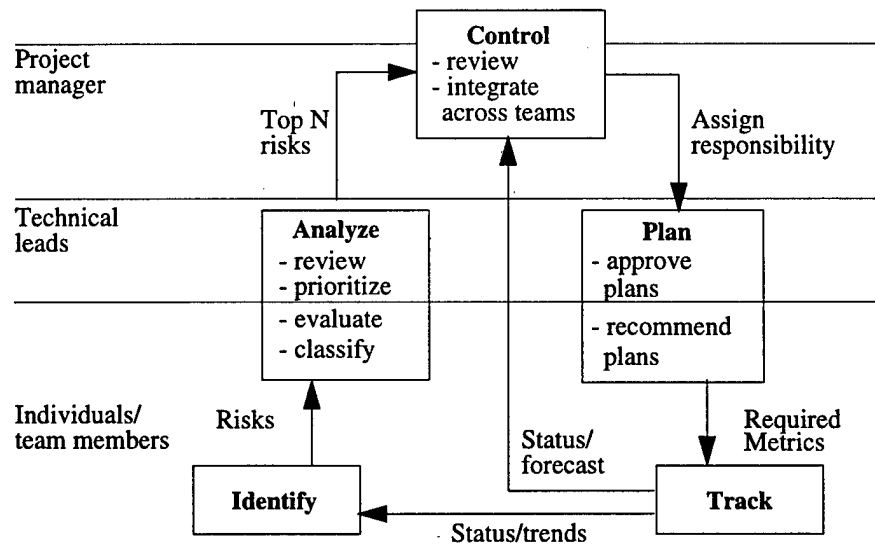 Control
- review
- integrate
across teams
Project
manager
Top N
risks
Assign
responsibility
Technical
leads
Analyze
- review
- prioritize
- evaluate
- classify
Plan
- approve
plans
- recommend
plans
Individuals/
team members
Risks
Status/
forecast
Required
Metrics
Identify
Track
Status/trends